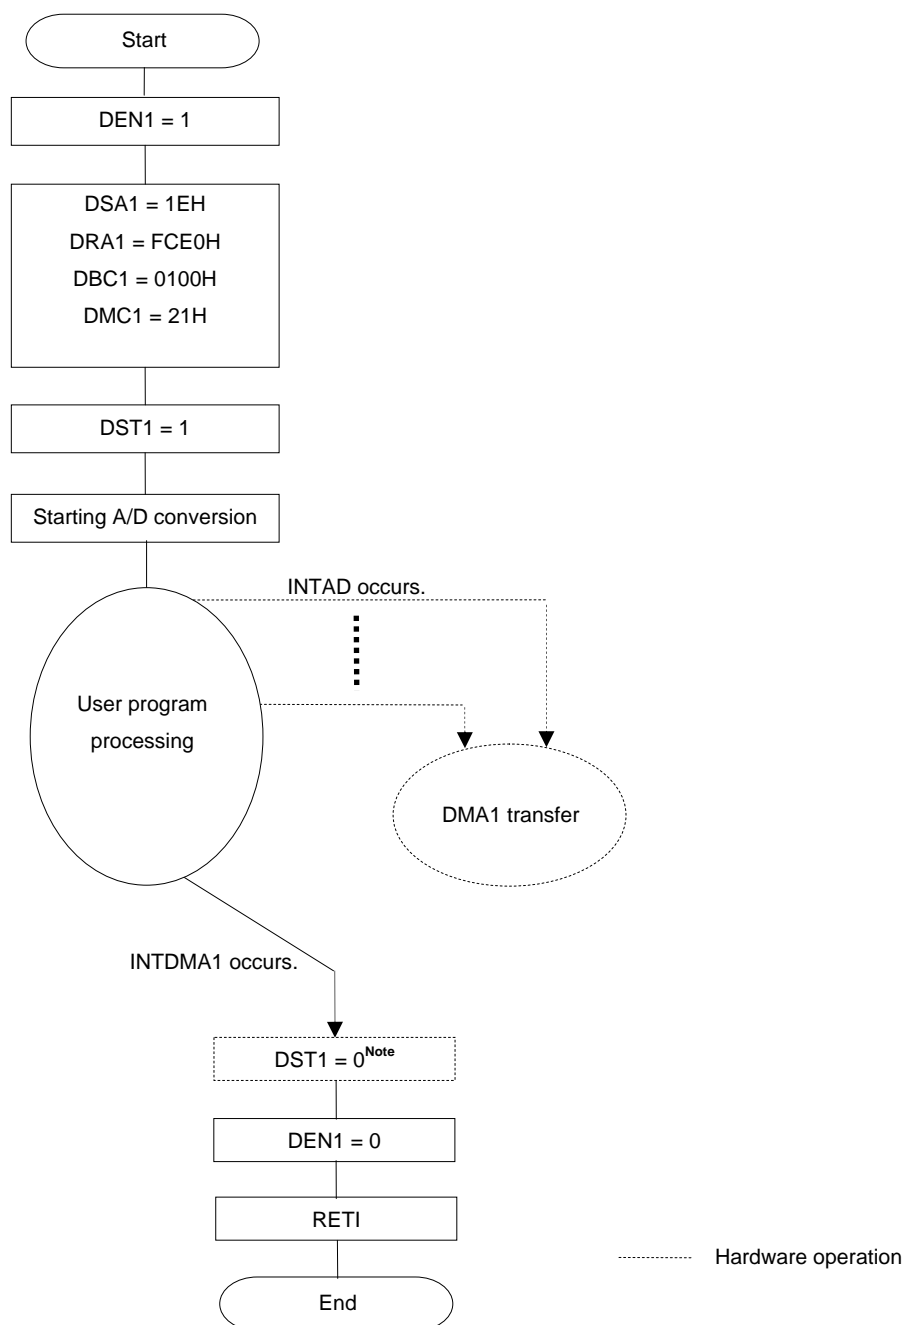 Start
DEN1 = 1
DSA1 = 1EH
DRA1 = FCE0H
DBC1 = 0100H
DMC1 = 21H
DST1 = 1
Starting A/D conversion
INTAD occurs.
User program
processing
DMA1 transfer
INTDMA1 occurs.
DST1 = 0Note
DEN1 = 0
RETI
Hardware operation
End